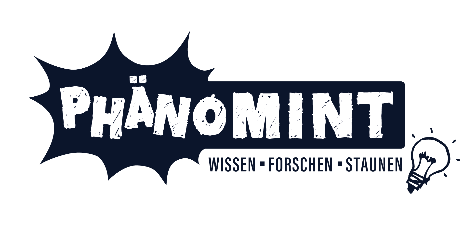 PHÄNOMINT
WISSEN ▪ FORSCHEN ▪ STAUNEN